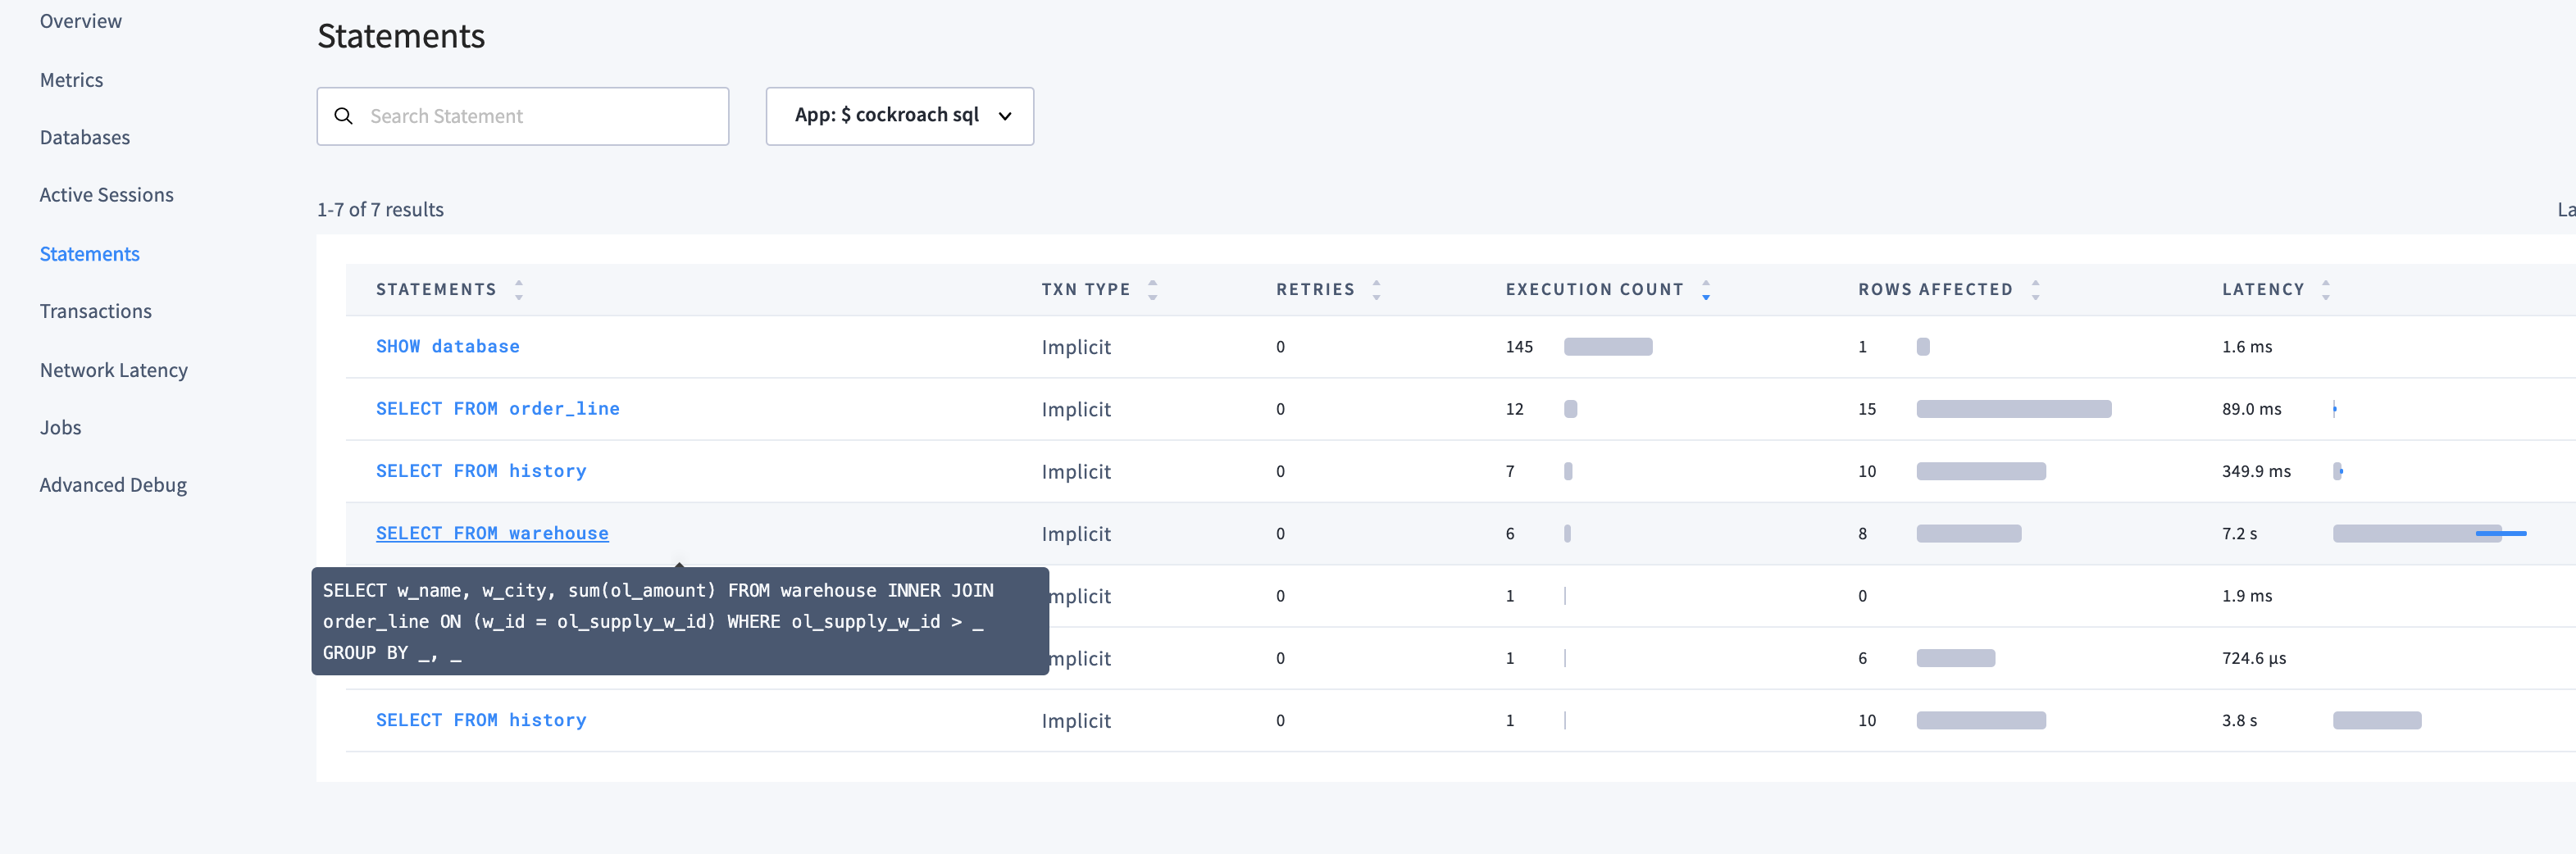 Overview
Metrics
Databases
Active Sessions
Statements
Transactions
Network Latency
Jobs
Advanced Debug
Statements
Search Statement
App: $ cockroach sql
1-7 of 7 results
La
STATEMENTS TXN TYPE RETRIES EXECUTION COUNT ROWS AFFECTED LATENCY
SHOW database Implicit 0 145 1 1.6 ms
SELECT FROM order_line Implicit 0 12 15 89.0 ms
SELECT FROM history Implicit 0 7 10 349.9 ms
SELECT FROM warehouse Implicit 0 6 8 7.2 s
SELECT w_name, w_city, sum(ol_amount) FROM warehouse INNER JOIN
order_line ON (w_id = ol_supply_w_id) WHERE ol_supply_w_id > _
GROUP BY _, _
mplicit 0 1 0 1.9 ms
mplicit 0 1 6 724.6 µs
SELECT FROM history Implicit 0 1 10 3.8 s